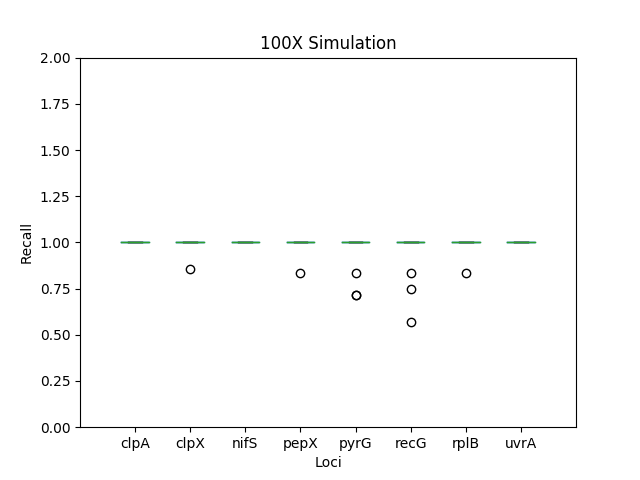 100X Simulation
2.00
1.75
1.50
1.25
1.00
0.75
0.50
0.25
0.00
Recall
clpA clpX nifS pepX pyrG recG rplB uvrA
Loci